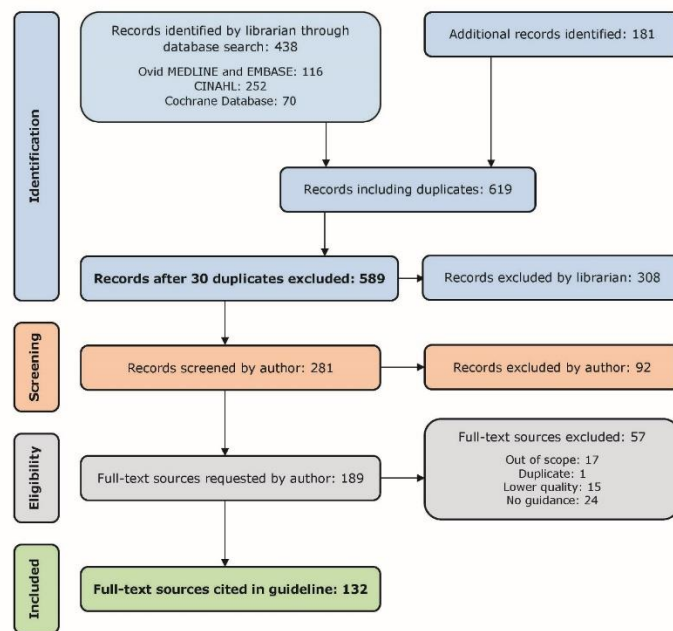 Identification
Records identified by librarian through
database search: 438
Ovid MEDLINE and EMBASE: 116
CINAHL: 252
Cochrane Database: 70
Additional records identified: 181
Records including duplicates: 619
Records after 30 duplicates excluded: 589
Records excluded by librarian: 308
Screening
Records screened by author: 281
Records excluded by author: 92
Eligibility
Full-text sources requested by author: 189
Full-text sources excluded: 57
Out of scope: 17
Duplicate: 1
Lower quality: 15
No guidance: 24
Included
Full-text sources cited in guideline: 132